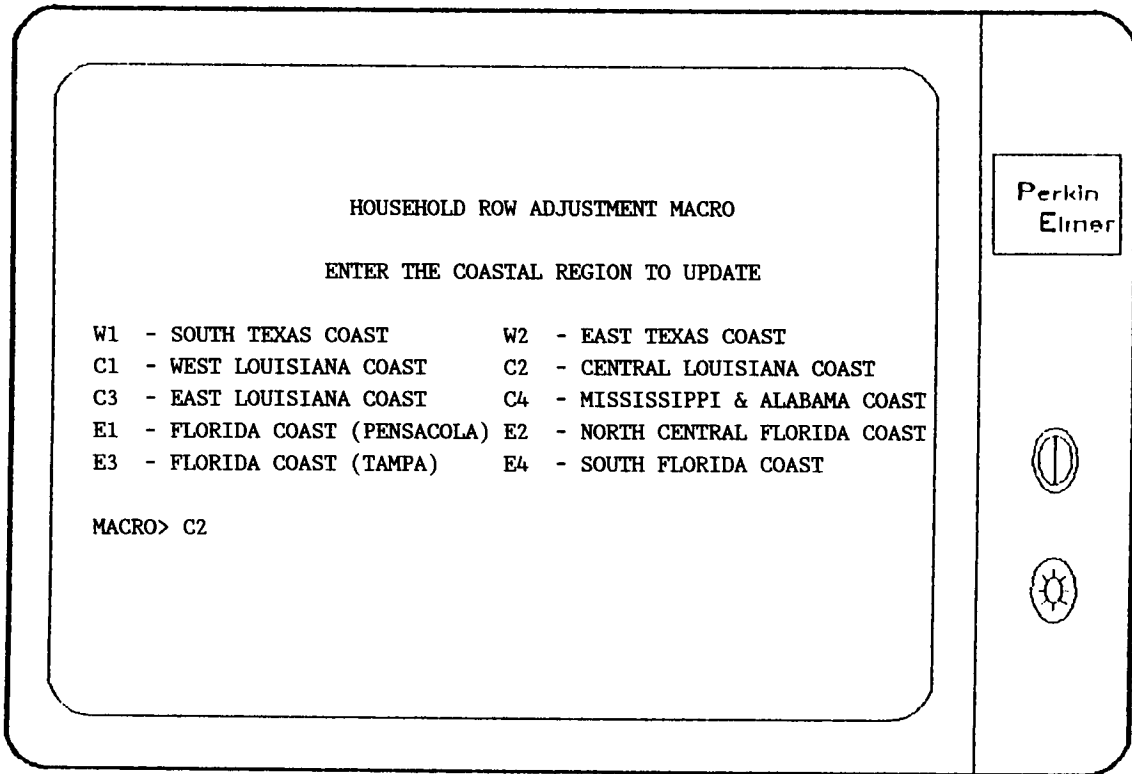 HOUSEHOLD ROW ADJUSTMENT MACRO
ENTER THE COASTAL REGION TO UPDATE
W1 - SOUTH TEXAS COAST W2 - EAST TEXAS COAST
C1 - WEST LOUISIANA COAST C2 - CENTRAL LOUISIANA COAST
C3 - EAST LOUISIANA COAST C4 - MISSISSIPPI & ALABAMA COAST
E1 - FLORIDA COAST (PENSACOLA) E2 - NORTH CENTRAL FLORIDA COAST
E3 - FLORIDA COAST (TAMPA) E4 - SOUTH FLORIDA COAST
MACRO> C2
Perkin
Elmer